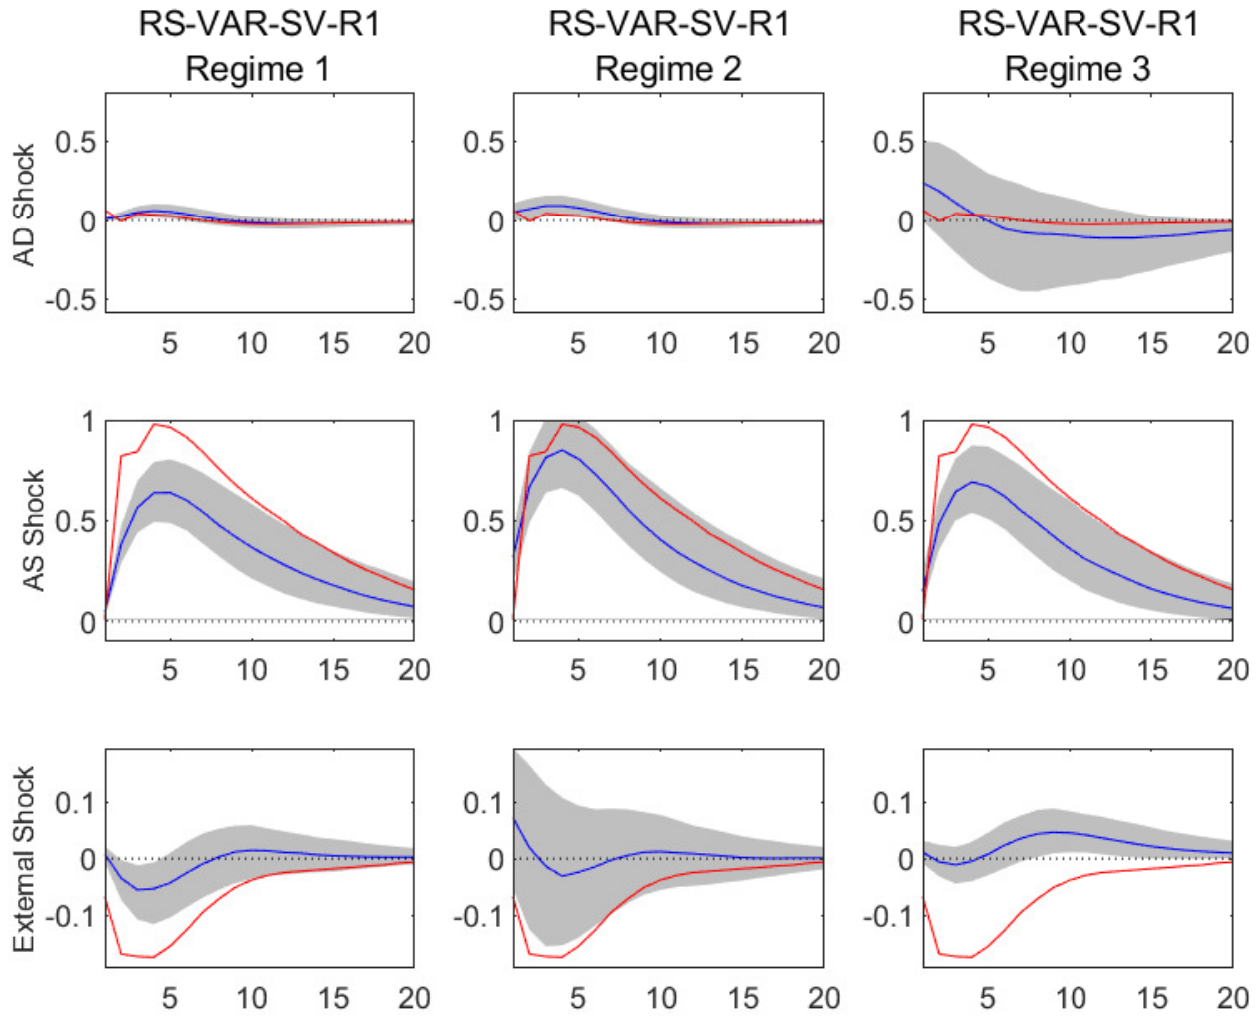 RS-VAR-SV-R1 RS-VAR-SV-R1 RS-VAR-SV-R1
Regime 1 Regime 2 Regime 3
AD Shock
0.5 0.5 0.5
0 0 0
-0.5 -0.5 -0.5
5 10 15 20 5 10 15 20 5 10 15 20
AS Shock
1 1 1
0.5 0.5 0.5
0 0 0
5 10 15 20 5 10 15 20 5 10 15 20
External Shock
0.1 0.1 0.1
0 0 0
-0.1 -0.1 -0.1
5 10 15 20 5 10 15 20 5 10 15 20